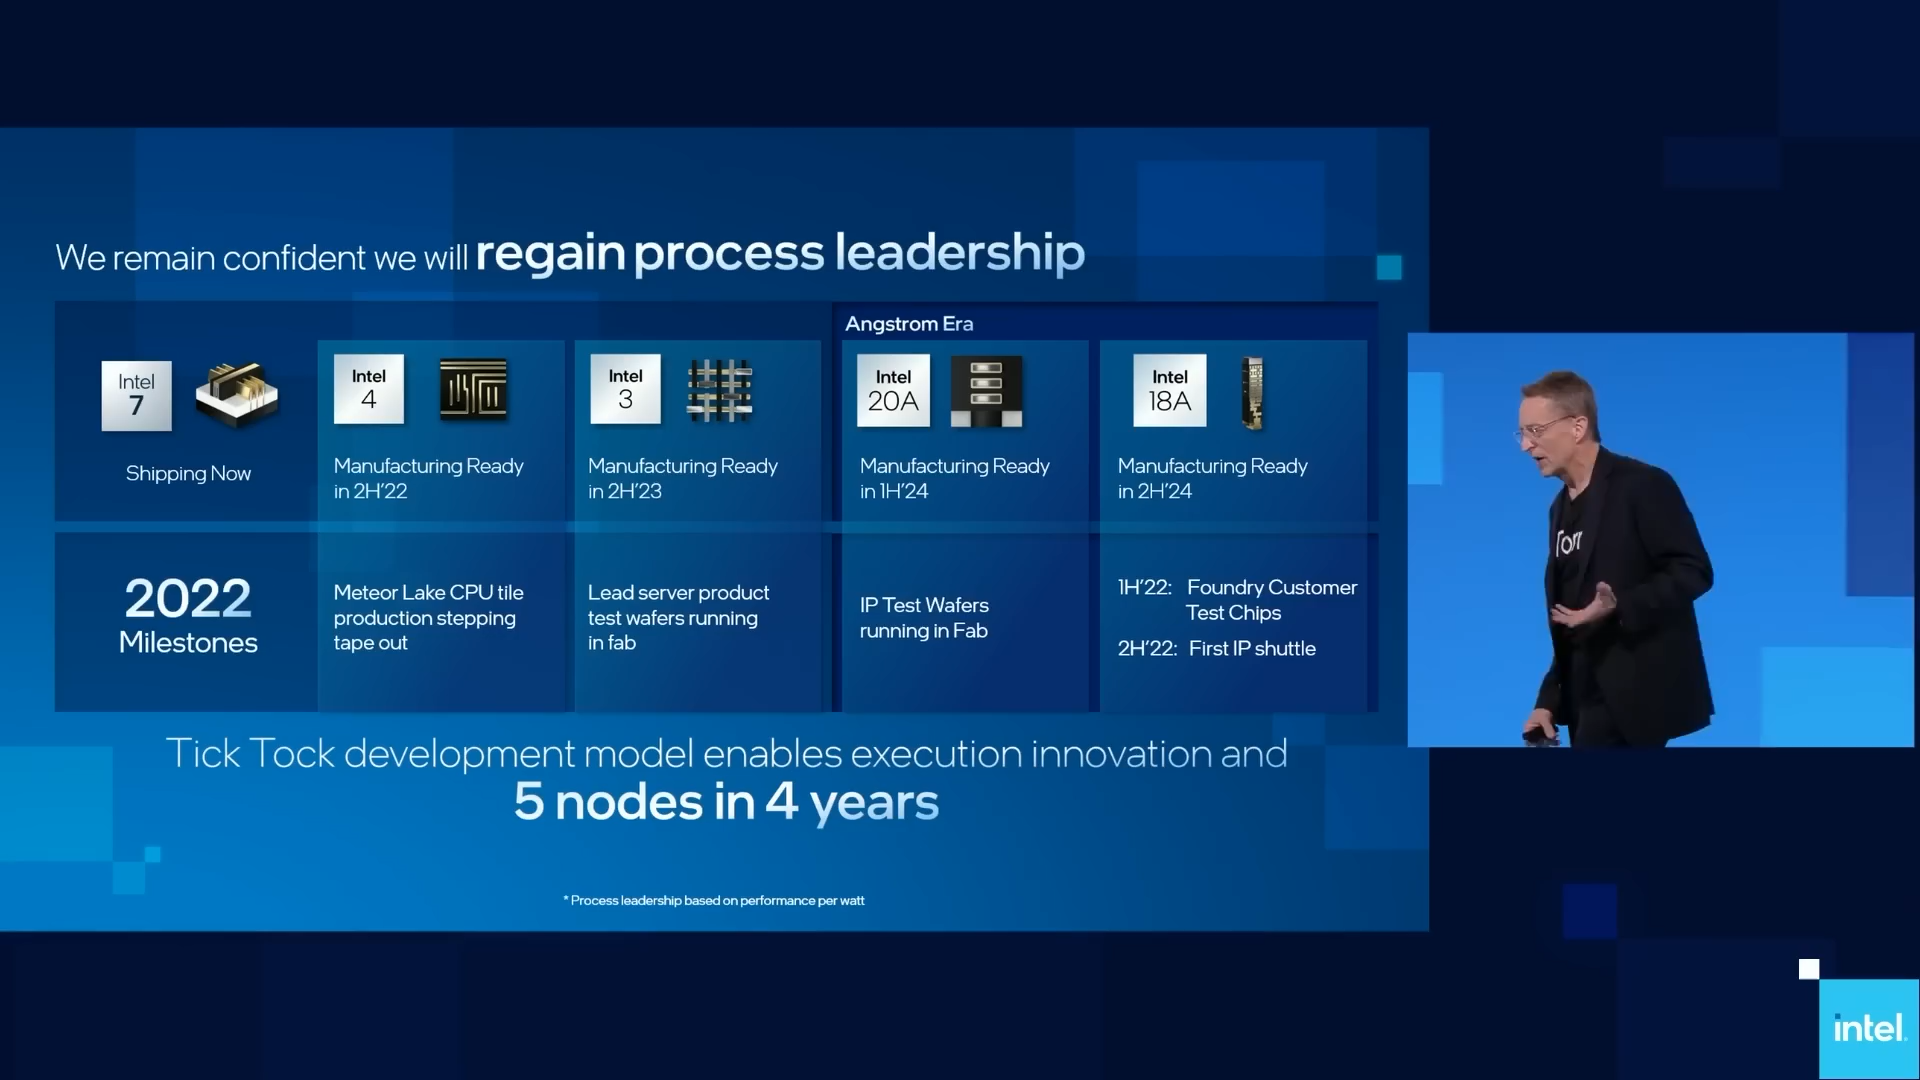 We remain confident we will regain process leadership
Angstrom Era
Intel
7
Shipping Now
Intel
4
Manufacturing Ready
in 2H'22
Intel
3
Manufacturing Ready
in 2H'23
Intel
20A
Manufacturing Ready
in 1H'24
Intel
18A
Manufacturing Ready
in 2H'24
2022
Milestones
Meteor Lake CPU tile
production stepping
tape out
Lead server product
test wafers running
in fab
IP Test Wafers
running in Fab
1H'22: Foundry Customer
Test Chips
2H'22: First IP shuttle
Tick Tock development model enables execution innovation and
5 nodes in 4 years
* Process leadership based on performance per watt
intel.